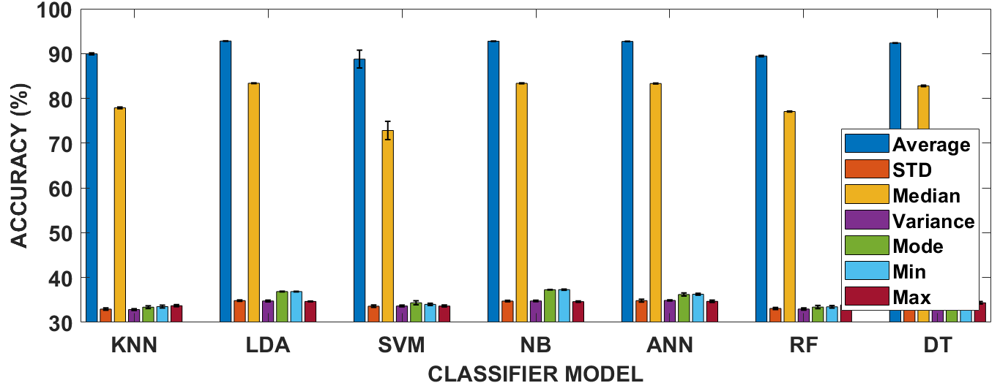 100
90
80
70
60
50
40
30
ACCURACY (%)
Average
STD
Median
Variance
Mode
Min
Max
KNN LDA SVM NB ANN RF DT
CLASSIFIER MODEL